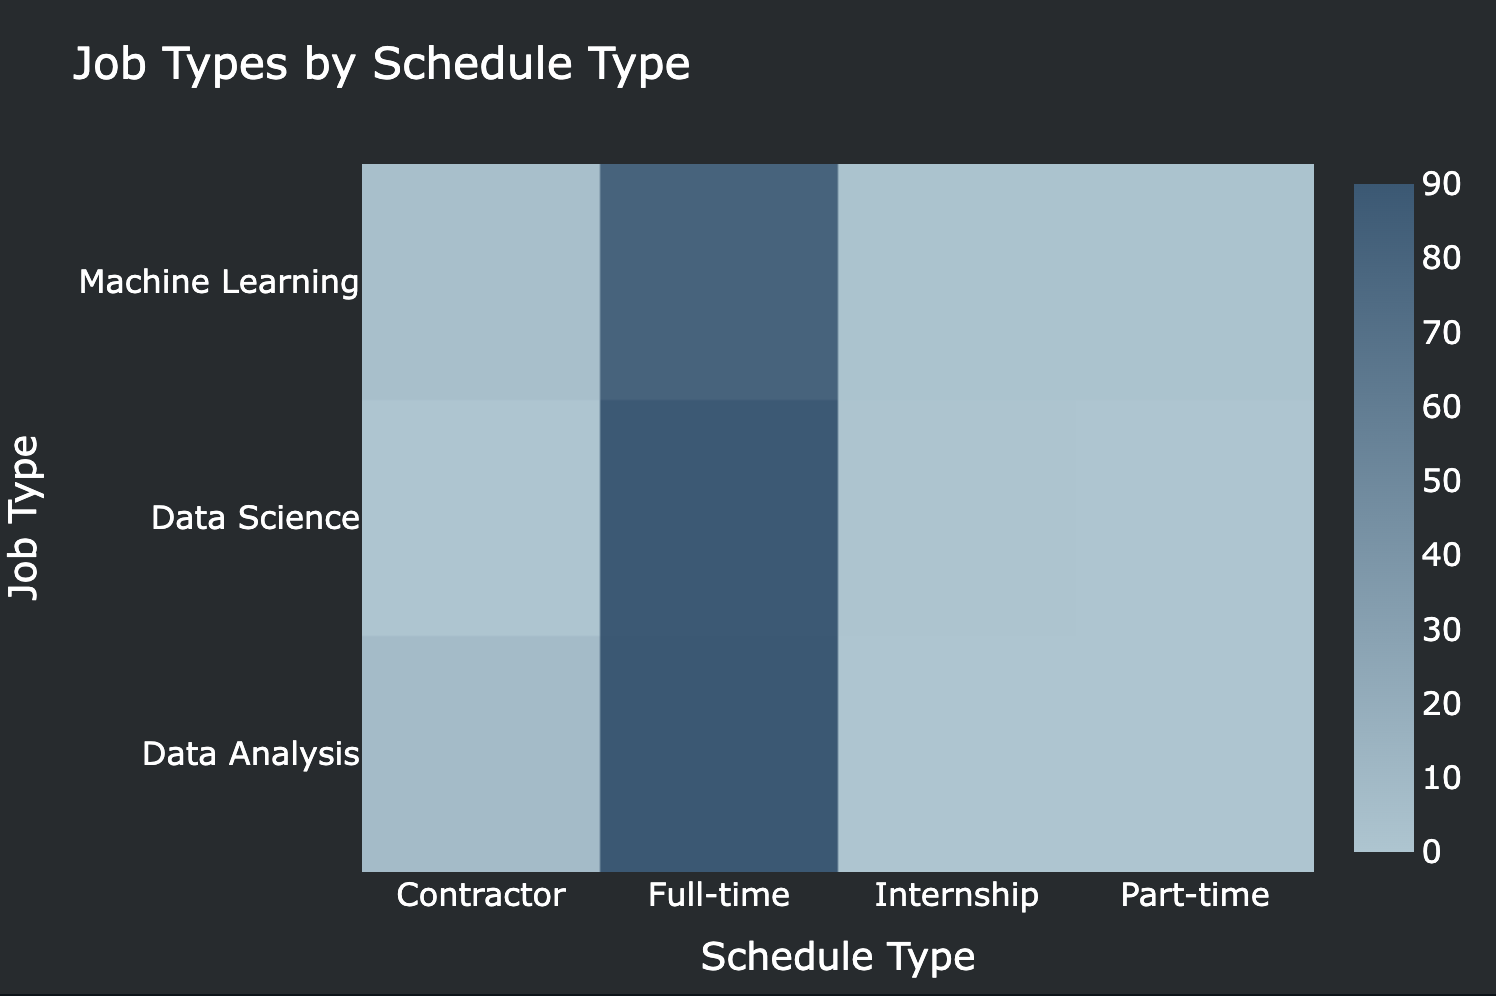 Job Types by Schedule Type
Job Type
Machine Learning
Data Science
Data Analysis
Contractor
Full-time
Internship
Part-time
Schedule Type
90
80
70
60
50
40
30
20
10
0